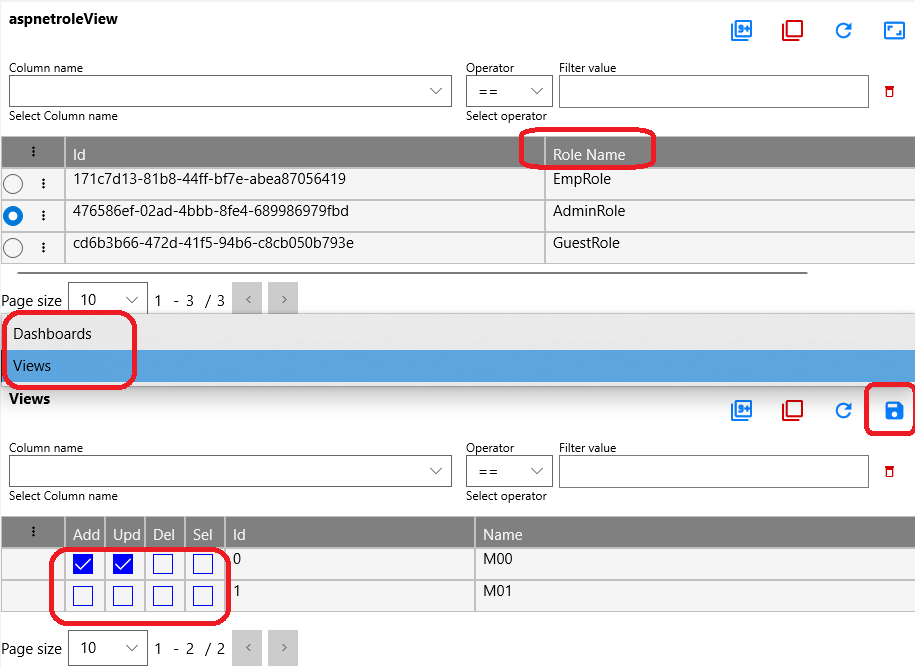 aspnetroleView
9+
Column name Operator Filter value
==
Select Column name Select operator
Id Role Name
171c7d13-81b8-44ff-bf7e-abea87056419 EmpRole
476586ef-02ad-4bbb-8fe4-689986979fbd AdminRole
cd6b3b66-472d-41f5-94b6-c8cb050b793e GuestRole
Page size 10 1 - 3 / 3 < >
Dashboards
Views
Views
9+
Column name Operator Filter value
==
Select Column name Select operator
Add Upd Del Sel Id Name
0 M00
1 M01
Page size 10 1 - 2 / 2 < >